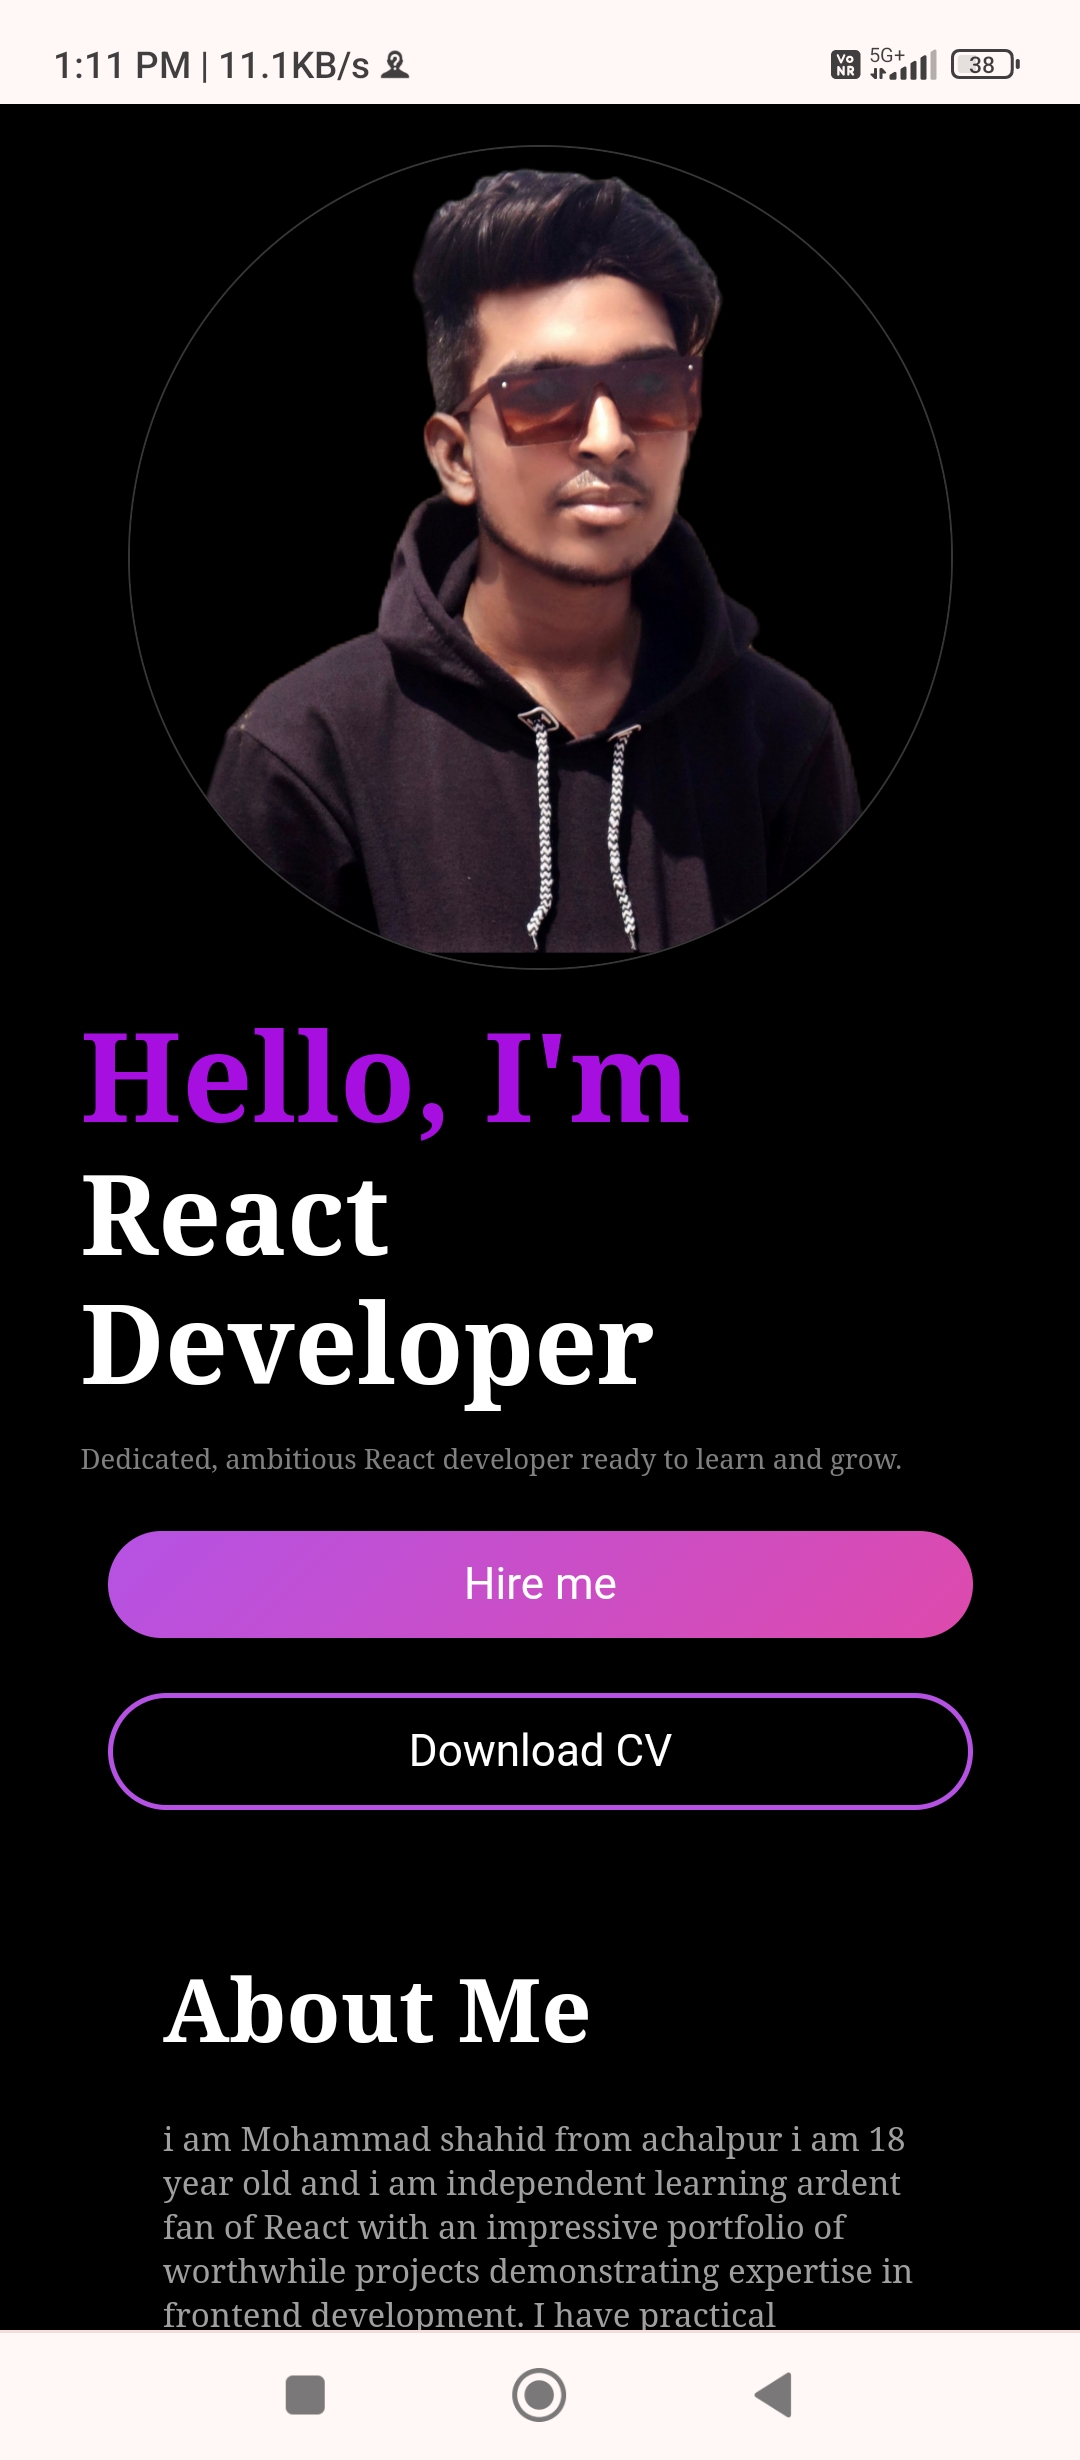 1:11 PM | 11.1KB/s
Vo
NR
5G+
38
Hello, I'm
React
Developer
Dedicated, ambitious React developer ready to learn and grow.
Hire me
Download CV
About Me
i am Mohammad shahid from achalpur i am 18
year old and i am independent learning ardent
fan of React with an impressive portfolio of
worthwhile projects demonstrating expertise in
frontend development. I have practical